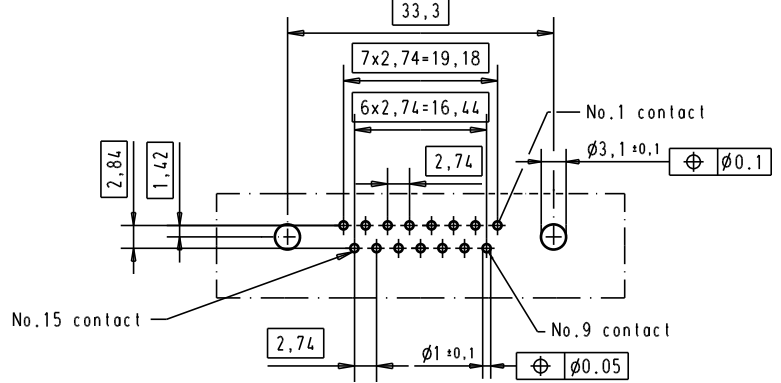 33,3
7x2,74=19,18
6x2,74=16,44
No.1 contact
2,84
1,42
2,74
Ø3,1 ±0,1
⌖ Ø0.1
No.15 contact
No.9 contact
2,74
Ø1 ±0,1
⌖ Ø0.05